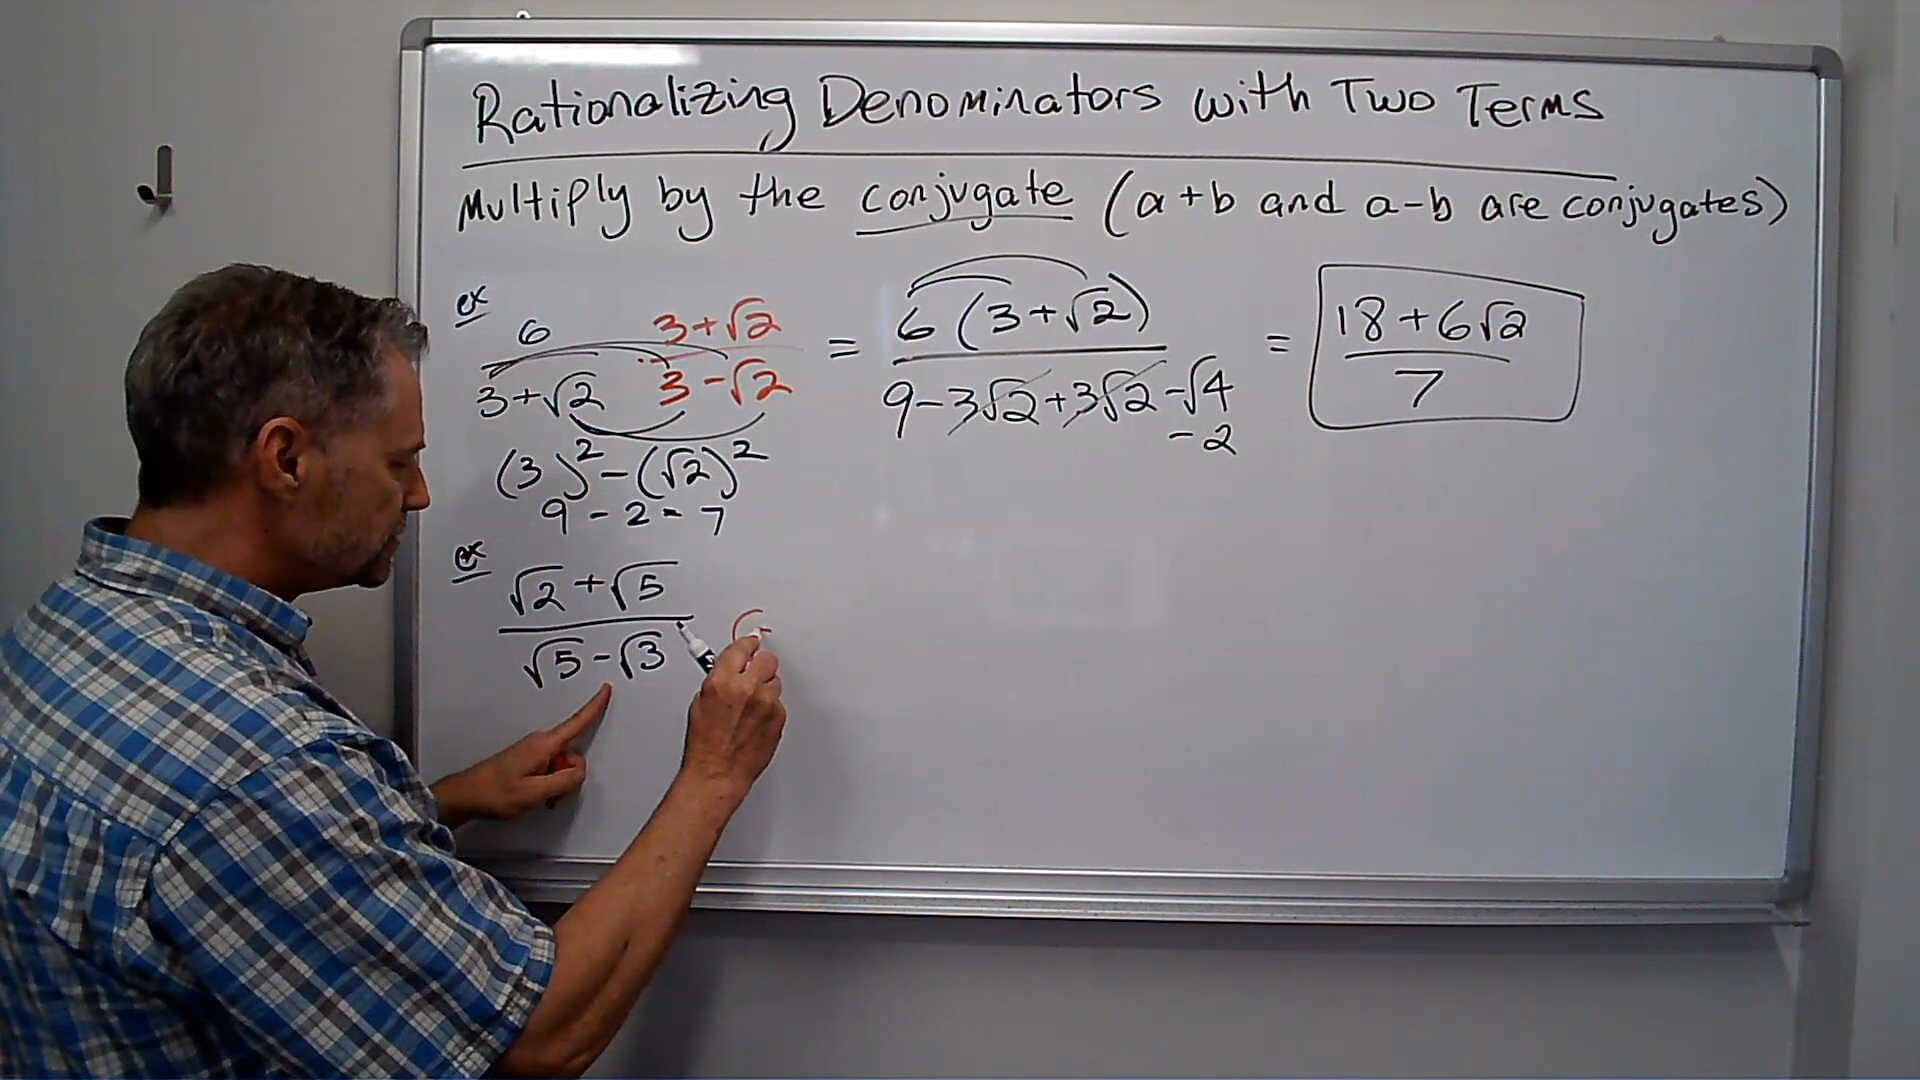 Rationalizing Denominators with Two Terms
Multiply by the conjugate (a+b and a-b are conjugates)
ex
6/(3+√2) (3+√2)/(3-√2) = 6(3+√2)/(9-3√2+3√2-√4) = (18+6√2)/7
-2
(3 )² - (√2)²
9 - 2 = 7
ex
(√2+√5)/(√5-√3)